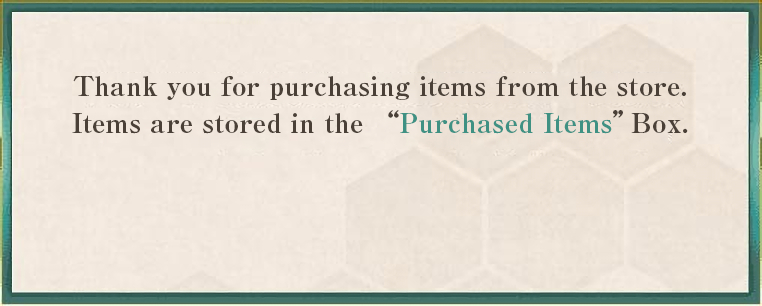 Thank you for purchasing items from the store.
Items are stored in the “Purchased Items” Box.